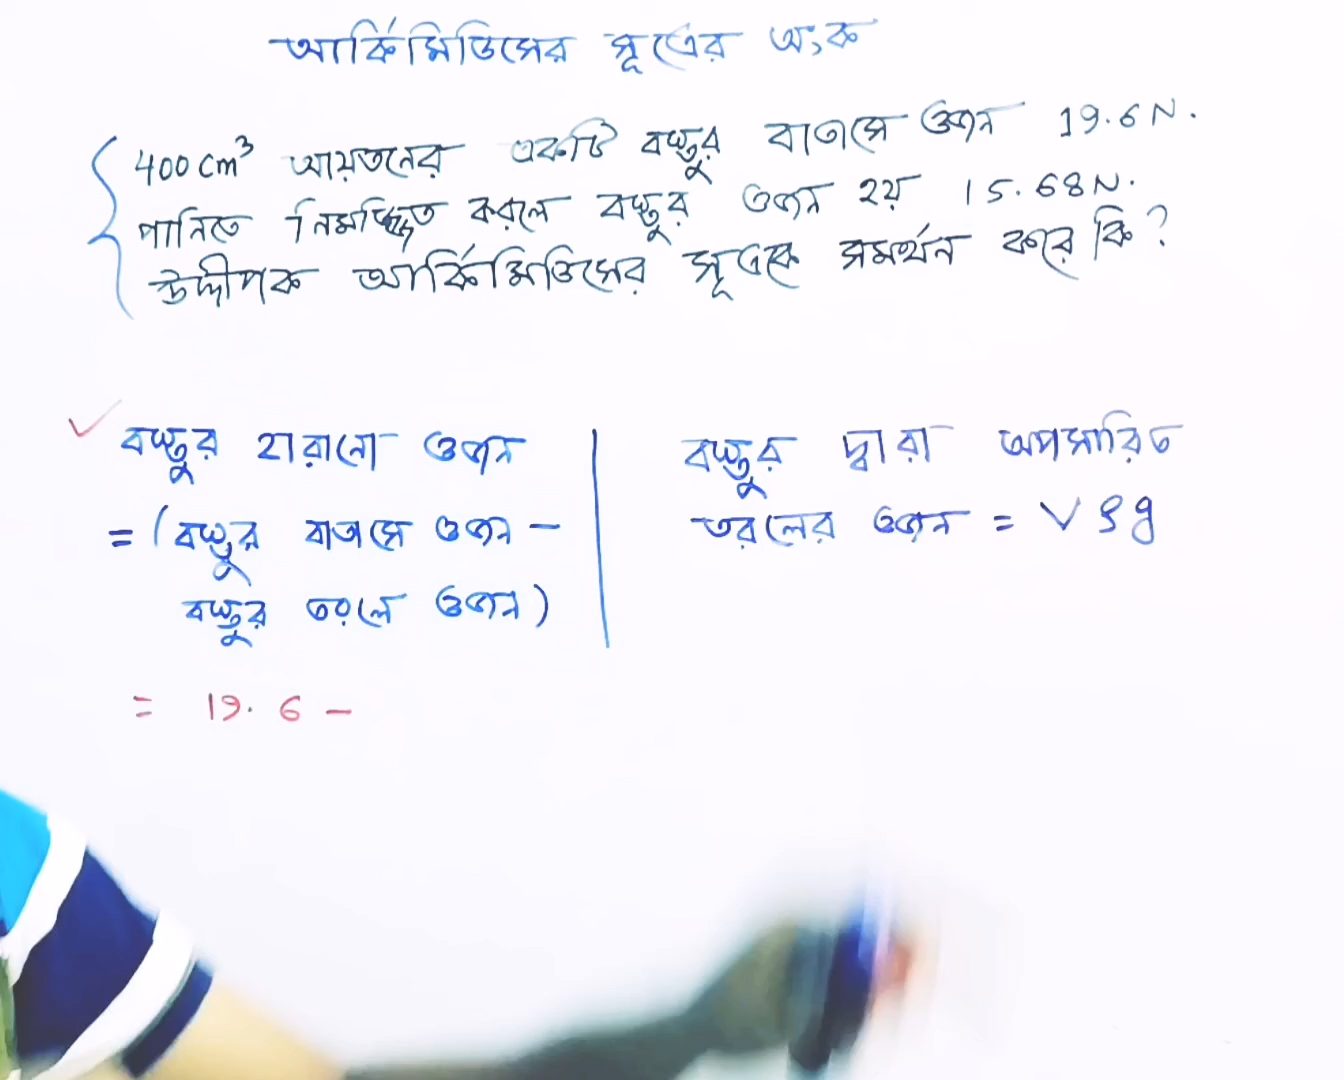 আর্কিমিডিসের সূত্রের অংক
400 cm³ আয়তনের একটি বস্তুর বাতাসে ওজন 19.6 N.
পানিতে নিমজ্জিত করলে বস্তুর ওজন হয় 15.68 N.
উদ্দীপক আর্কিমিডিসের সূত্রকে সমর্থন করে কি?
বস্তুর হারানো ওজন
= (বস্তুর বাতাসে ওজন –
বস্তুর তরলে ওজন)
= 19.6 –
বস্তুর দ্বারা অপসারিত
তরলের ওজন = Vρg